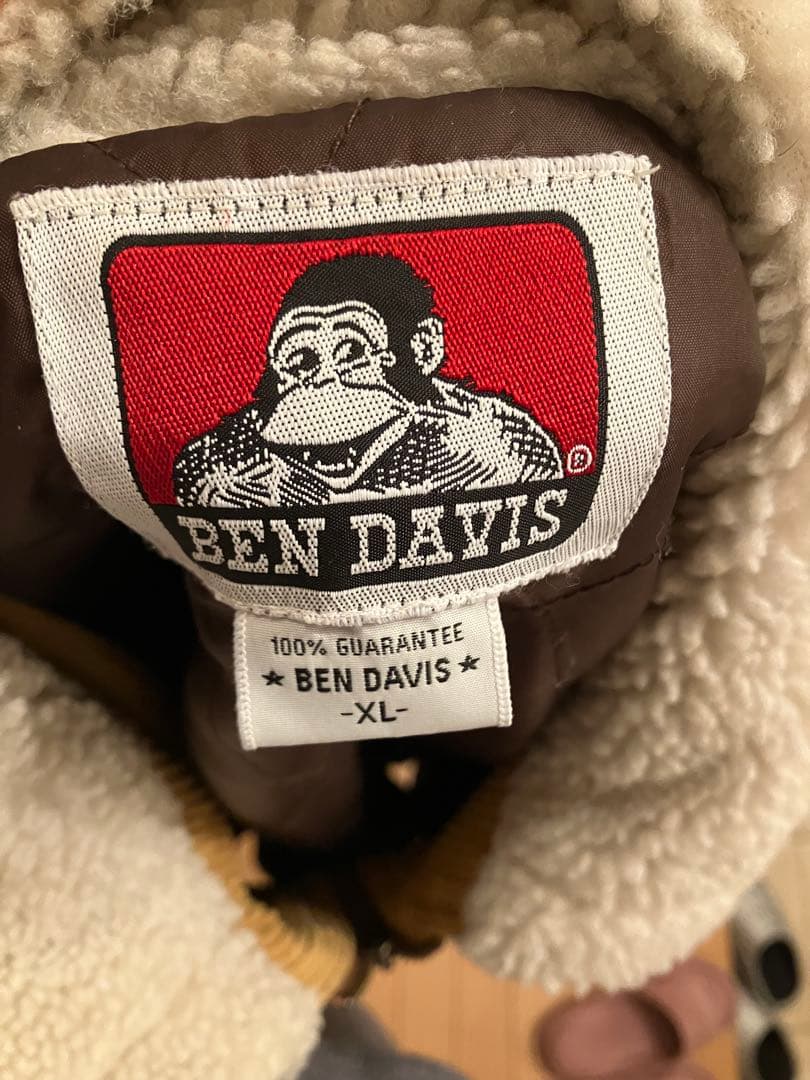 ®
BEN DAVIS
100% GUARANTEE
★ BEN DAVIS ★
-XL-